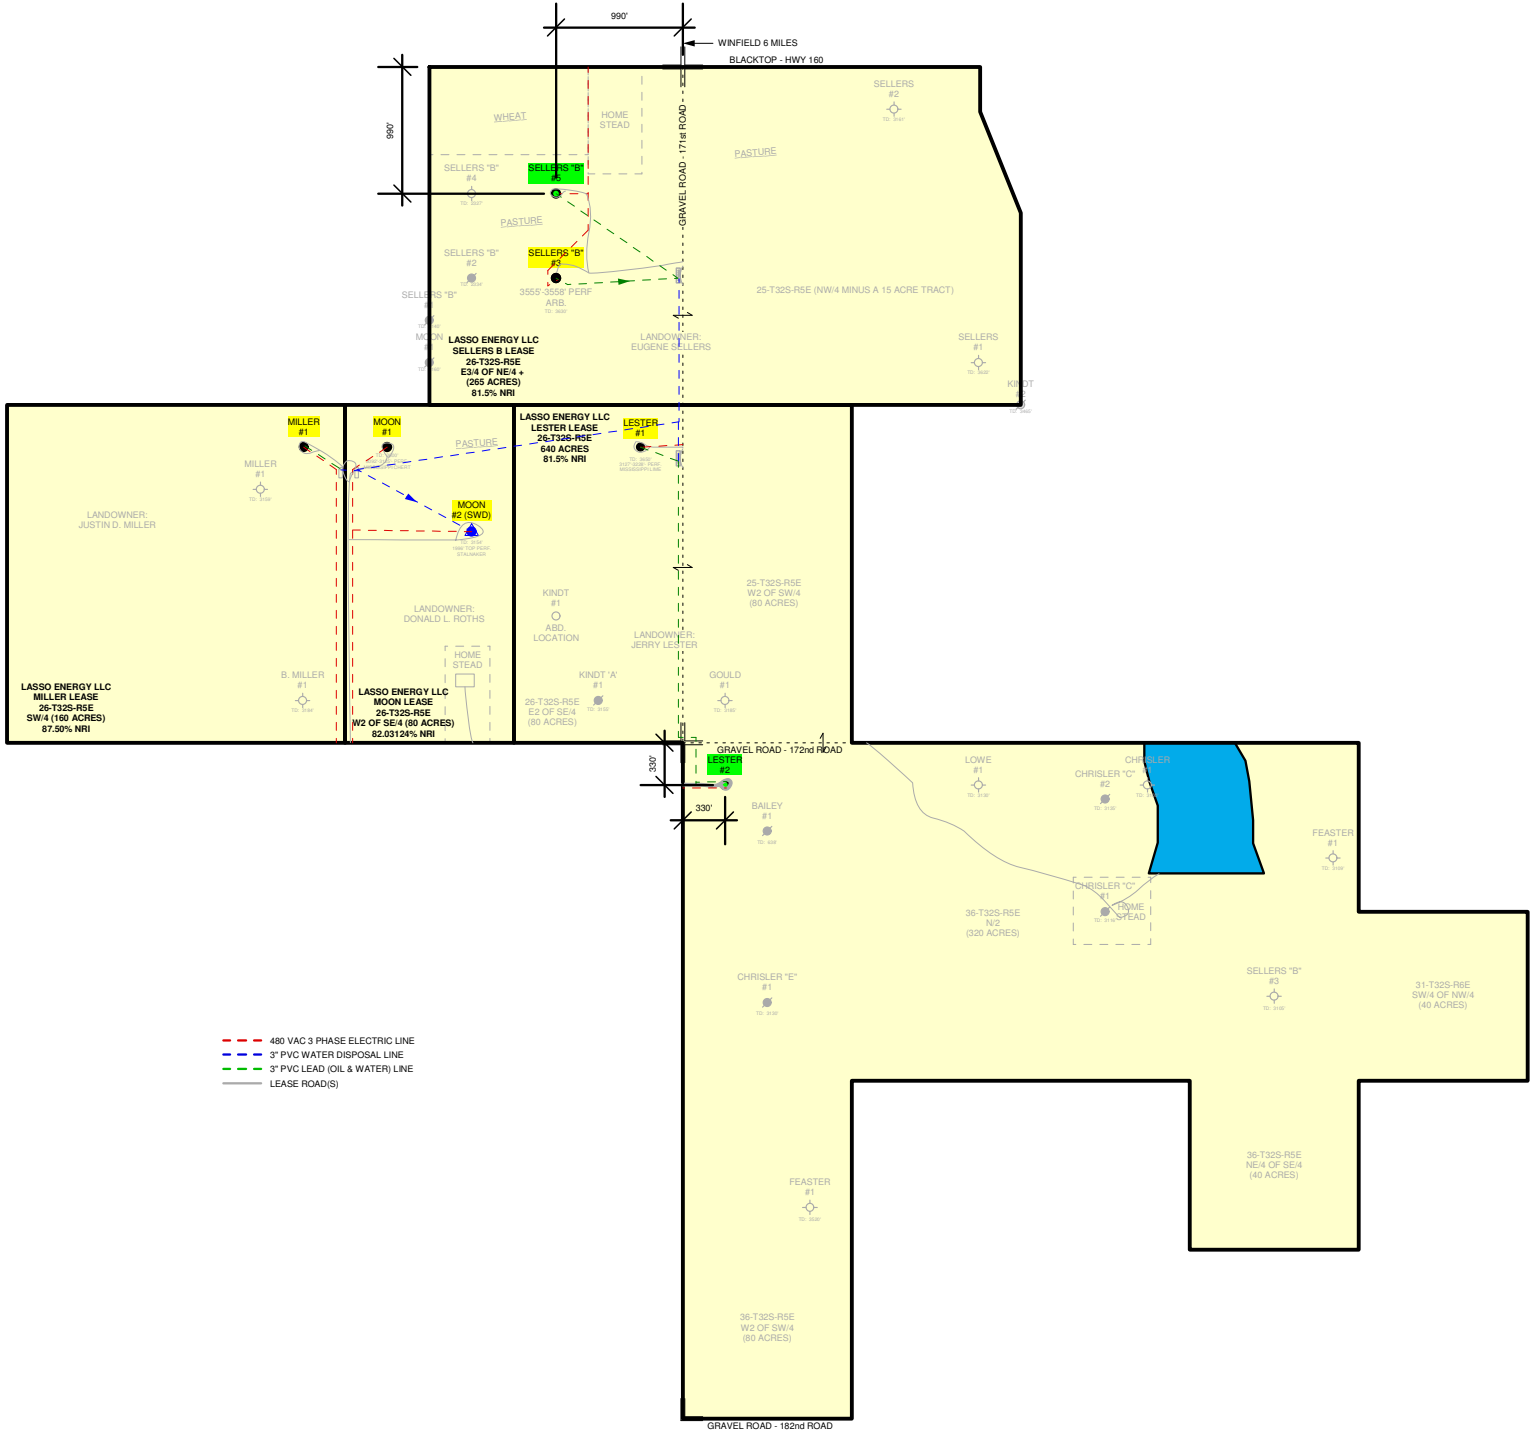 990'
WINFIELD 6 MILES
BLACKTOP - HWY 160
990'
WHEAT
HOME
STEAD
GRAVEL ROAD - 171st ROAD
PASTURE
SELLERS
#2
TD: 3161'
SELLERS "B"
#4
SELLERS "B"
#5
PASTURE
SELLERS "B"
#2
SELLERS "B"
#3
3555'-3558' PERF
ARB.
SELLERS "B"
MOON
25-T32S-R5E (NW/4 MINUS A 15 ACRE TRACT)
LANDOWNER:
EUGENE SELLERS
SELLERS
#1
KINDT
LASSO ENERGY LLC
SELLERS B LEASE
26-T32S-R5E
E3/4 OF NE/4 +
(265 ACRES)
81.5% NRI
MILLER
#1
MOON
#1
PASTURE
LASSO ENERGY LLC
LESTER LEASE
26-T32S-R5E
640 ACRES
81.5% NRI
LESTER
#1
MILLER
#1
LANDOWNER:
JUSTIN D. MILLER
MOON
#2 (SWD)
LANDOWNER:
DONALD L. ROTHS
KINDT
#1
ABD.
LOCATION
25-T32S-R5E
W2 OF SW/4
(80 ACRES)
LANDOWNER:
JERRY LESTER
HOME
STEAD
B. MILLER
#1
KINDT 'A'
#1
GOULD
#1
26-T32S-R5E
E2 OF SE/4
(80 ACRES)
LASSO ENERGY LLC
MILLER LEASE
26-T32S-R5E
SW/4 (160 ACRES)
87.50% NRI
LASSO ENERGY LLC
MOON LEASE
26-T32S-R5E
W2 OF SE/4 (80 ACRES)
82.03124% NRI
GRAVEL ROAD - 172nd ROAD
330'
LESTER
#2
330'
BAILEY
#1
LOWE
#1
CHRISLER "C"
#2
CHRISLER
FEASTER
#1
CHRISLER "C"
#1
HOME
STEAD
36-T32S-R5E
N/2
(320 ACRES)
CHRISLER "E"
#1
SELLERS "B"
#3
31-T32S-R6E
SW/4 OF NW/4
(40 ACRES)
480 VAC 3 PHASE ELECTRIC LINE
3" PVC WATER DISPOSAL LINE
3" PVC LEAD (OIL & WATER) LINE
LEASE ROAD(S)
36-T32S-R5E
NE/4 OF SE/4
(40 ACRES)
FEASTER
#1
36-T32S-R5E
W2 OF SW/4
(80 ACRES)
GRAVEL ROAD - 182nd ROAD